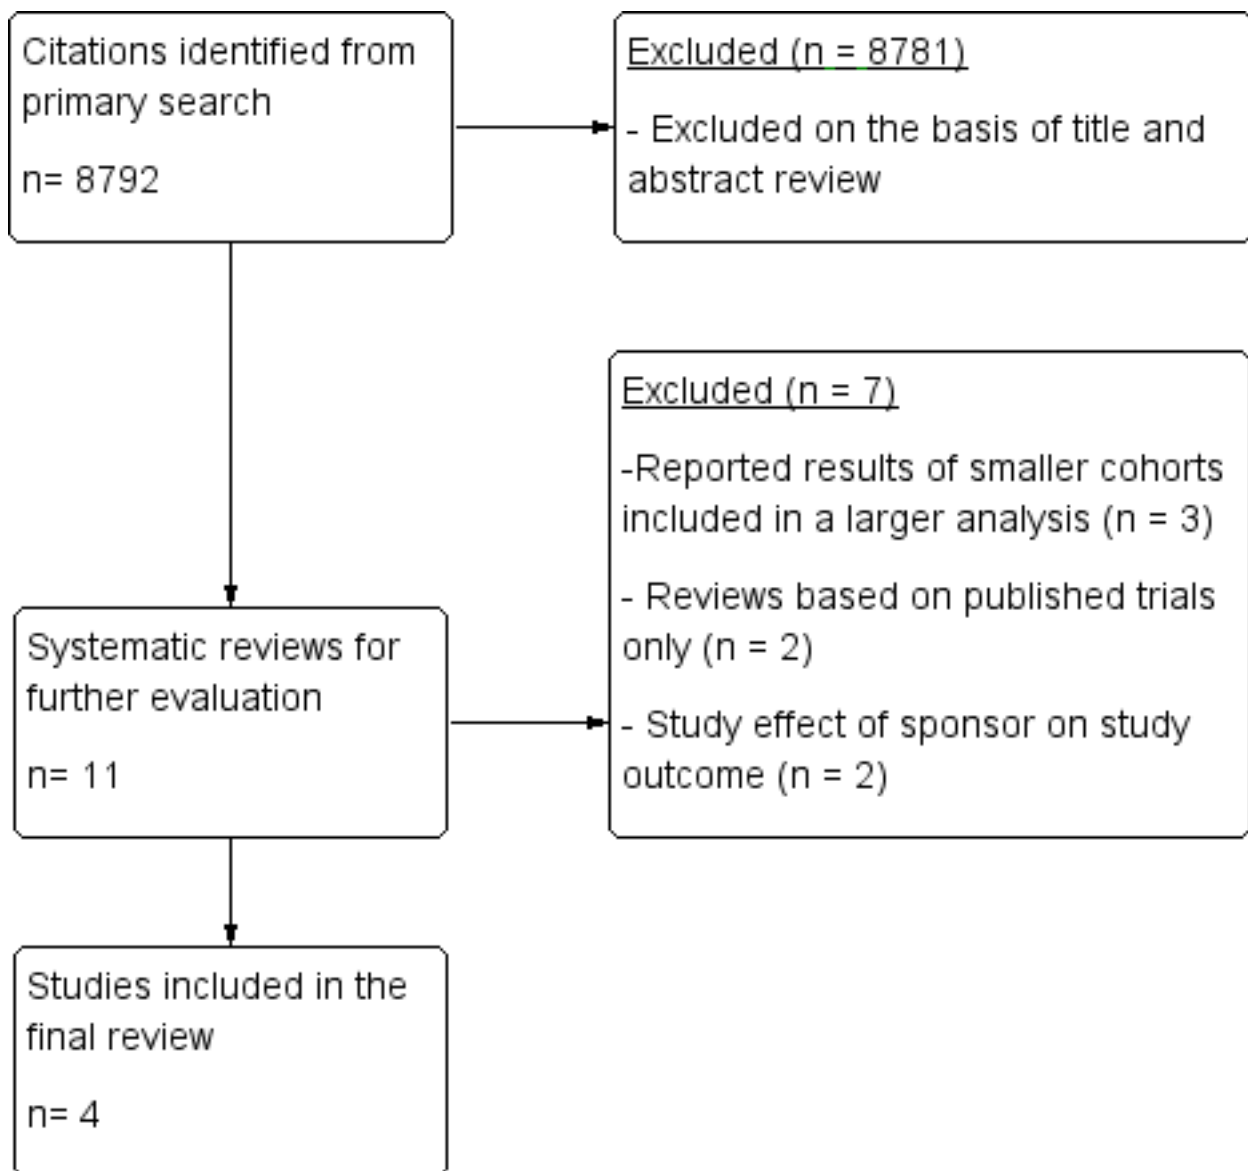 Citations identified from
primary search
n= 8792
Excluded (n = 8781)
- Excluded on the basis of title and
abstract review
Excluded (n = 7)
-Reported results of smaller cohorts
included in a larger analysis (n = 3)
- Reviews based on published trials
only (n = 2)
- Study effect of sponsor on study
outcome (n = 2)
Systematic reviews for
further evaluation
n= 11
Studies included in the
final review
n= 4